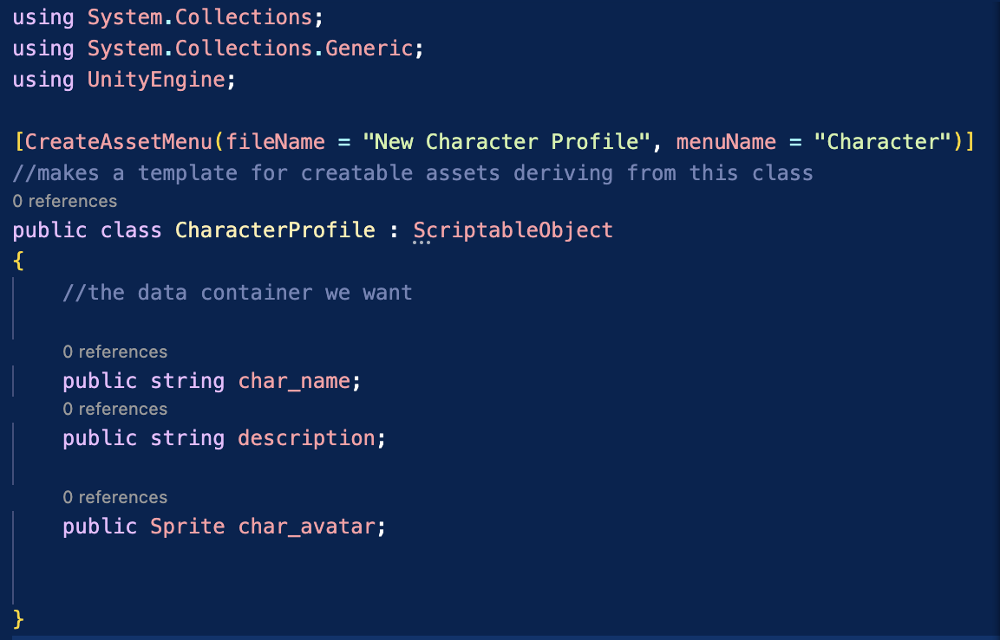 using System.Collections;
using System.Collections.Generic;
using UnityEngine;
[CreateAssetMenu(fileName = "New Character Profile", menuName = "Character")]
//makes a template for creatable assets deriving from this class
0 references
public class CharacterProfile : ScriptableObject
{
//the data container we want
0 references
public string char_name;
0 references
public string description;
0 references
public Sprite char_avatar;
}